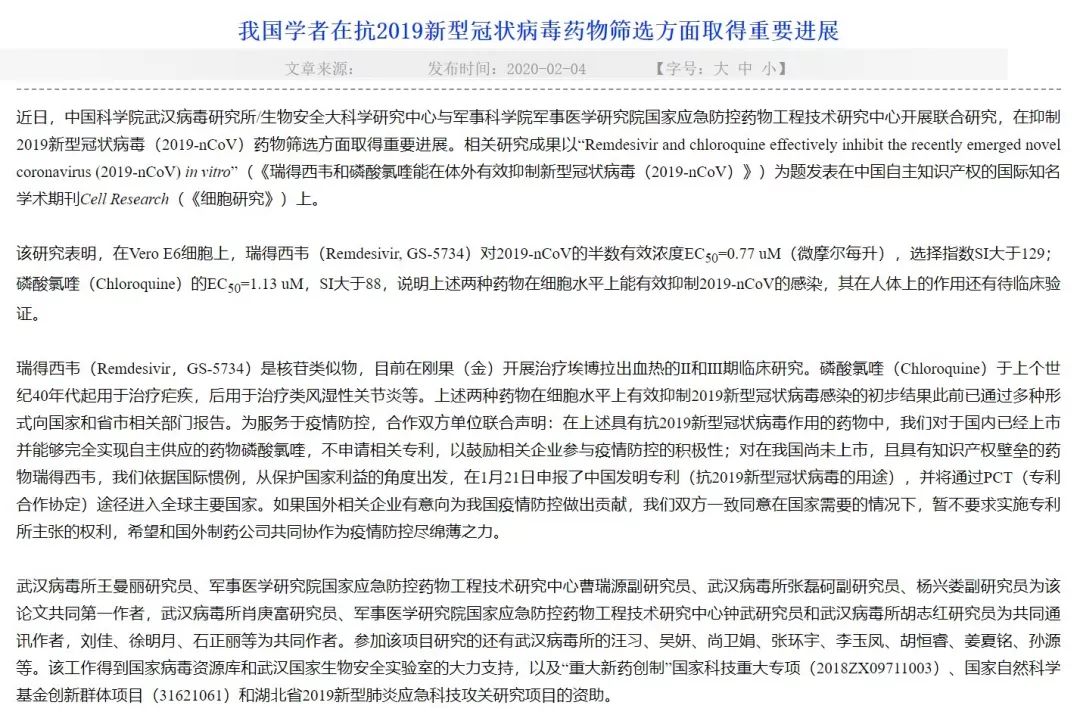 我国学者在抗2019新型冠状病毒药物筛选方面取得重要进展
文章来源： 发布时间：2020-02-04 【字号：大 中 小】
近日，中国科学院武汉病毒研究所/生物安全大科学研究中心与军事科学院军事医学研究院国家应急防控药物工程技术研究中心开展联合研究，在抑制
2019新型冠状病毒（2019-nCoV）药物筛选方面取得重要进展。相关研究成果以“Remdesivir and chloroquine effectively inhibit the recently emerged novel
coronavirus (2019-nCoV) in vitro”（《瑞得西韦和磷酸氯喹能在体外有效抑制新型冠状病毒（2019-nCoV）》）为题发表在中国自主知识产权的国际知名
学术期刊Cell Research（《细胞研究》）上。
该研究表明，在Vero E6细胞上，瑞得西韦（Remdesivir, GS-5734）对2019-nCoV的半数有效浓度EC50=0.77 uM（微摩尔每升），选择指数SI大于129；
磷酸氯喹（Chloroquine）的EC50=1.13 uM，SI大于88，说明上述两种药物在细胞水平上能有效抑制2019-nCoV的感染，其在人体上的作用还有待临床验
证。
瑞得西韦（Remdesivir，GS-5734）是核苷类似物，目前在刚果（金）开展治疗埃博拉出血热的II和III期临床研究。磷酸氯喹（Chloroquine）于上个世
纪40年代起用于治疗疟疾，后用于治疗类风湿性关节炎等。上述两种药物在细胞水平上有效抑制2019新型冠状病毒感染的初步结果此前已通过多种形
式向国家和省市相关部门报告。为服务于疫情防控，合作双方单位联合声明：在上述具有抗2019新型冠状病毒作用的药物中，我们对于国内已经上市
并能够完全实现自主供应的药物磷酸氯喹，不申请相关专利，以鼓励相关企业参与疫情防控的积极性；对在我国尚未上市，且具有知识产权壁垒的药
物瑞得西韦，我们依据国际惯例，从保护国家利益的角度出发，在1月21日申报了中国发明专利（抗2019新型冠状病毒的用途），并将通过PCT（专利
合作协定）途径进入全球主要国家。如果国外相关企业有意向为我国疫情防控做出贡献，我们双方一致同意在国家需要的情况下，暂不要求实施专利
所主张的权利，希望和国外制药公司共同协作为疫情防控尽绵薄之力。
武汉病毒所王曼丽研究员、军事医学研究院国家应急防控药物工程技术研究中心曹瑞源副研究员、武汉病毒所张磊砢副研究员、杨兴娄副研究员为该
论文共同第一作者，武汉病毒所肖庚富研究员、军事医学研究院国家应急防控药物工程技术研究中心钟武研究员和武汉病毒所胡志红研究员为共同通
讯作者，刘佳、徐明月、石正丽等为共同作者。参加该项目研究的还有武汉病毒所的汪习、吴妍、尚卫娟、张环宇、李玉凤、胡恒睿、姜夏铭、孙源
等。该工作得到国家病毒资源库和武汉国家生物安全实验室的大力支持，以及“重大新药创制”国家科技重大专项（2018ZX09711003）、国家自然科学
基金创新群体项目（31621061）和湖北省2019新型肺炎应急科技攻关研究项目的资助。